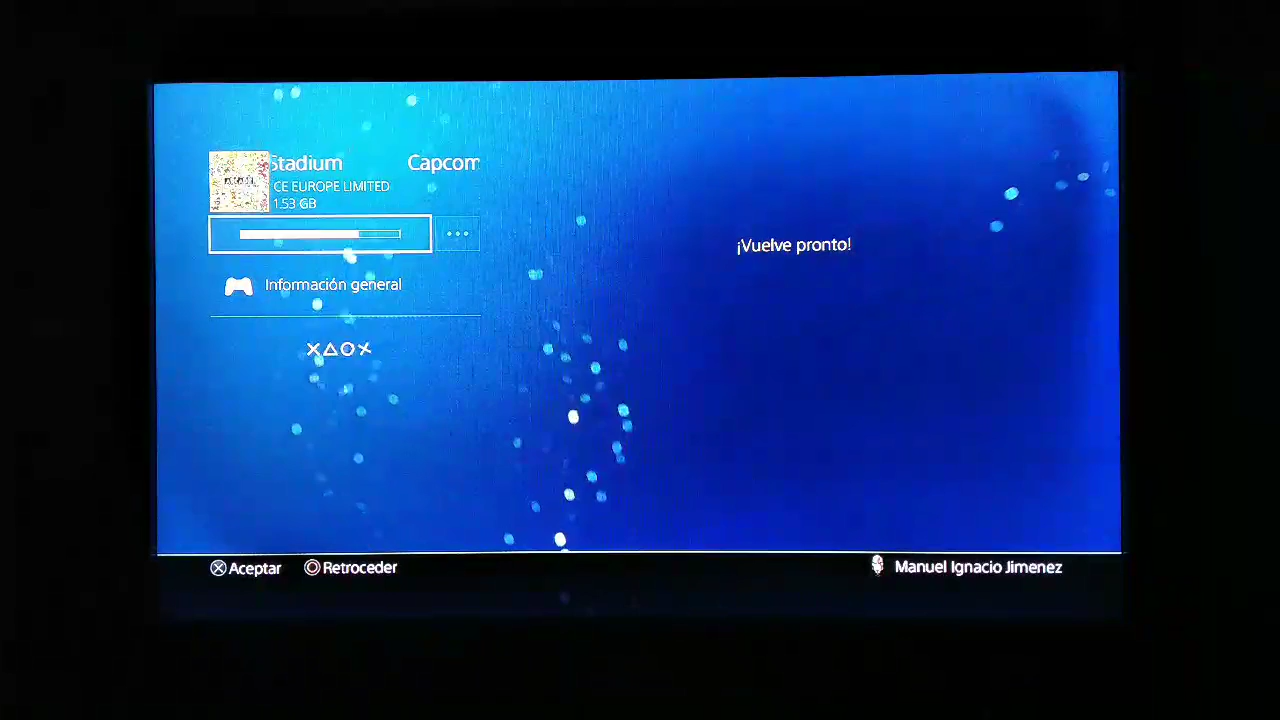 Stadium Capcom
CE EUROPE LIMITED
1.53 GB
Información general
¡Vuelve pronto!
Aceptar Retroceder
Manuel Ignacio Jimenez